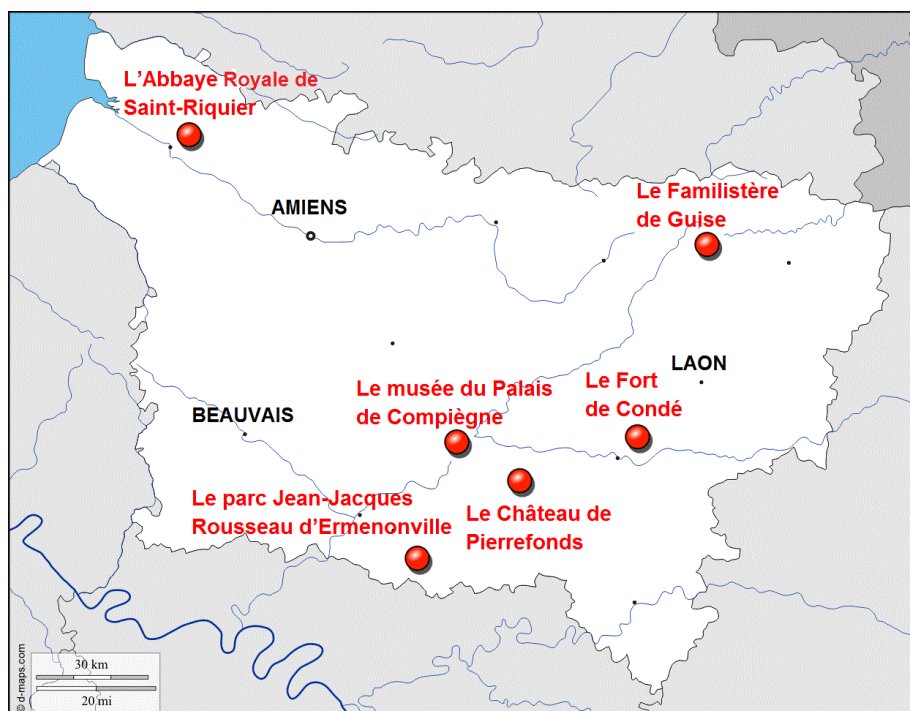 L'Abbaye Royale de
Saint-Riquier
Le Familistère
de Guise
AMIENS
LAON
Le Fort
de Condé
Le musée du Palais
de Compiègne
BEAUVAIS
Le parc Jean-Jacques
Rousseau d'Ermenonville
Le Château de
Pierrefonds
© d-maps.com
30 km
20 mi